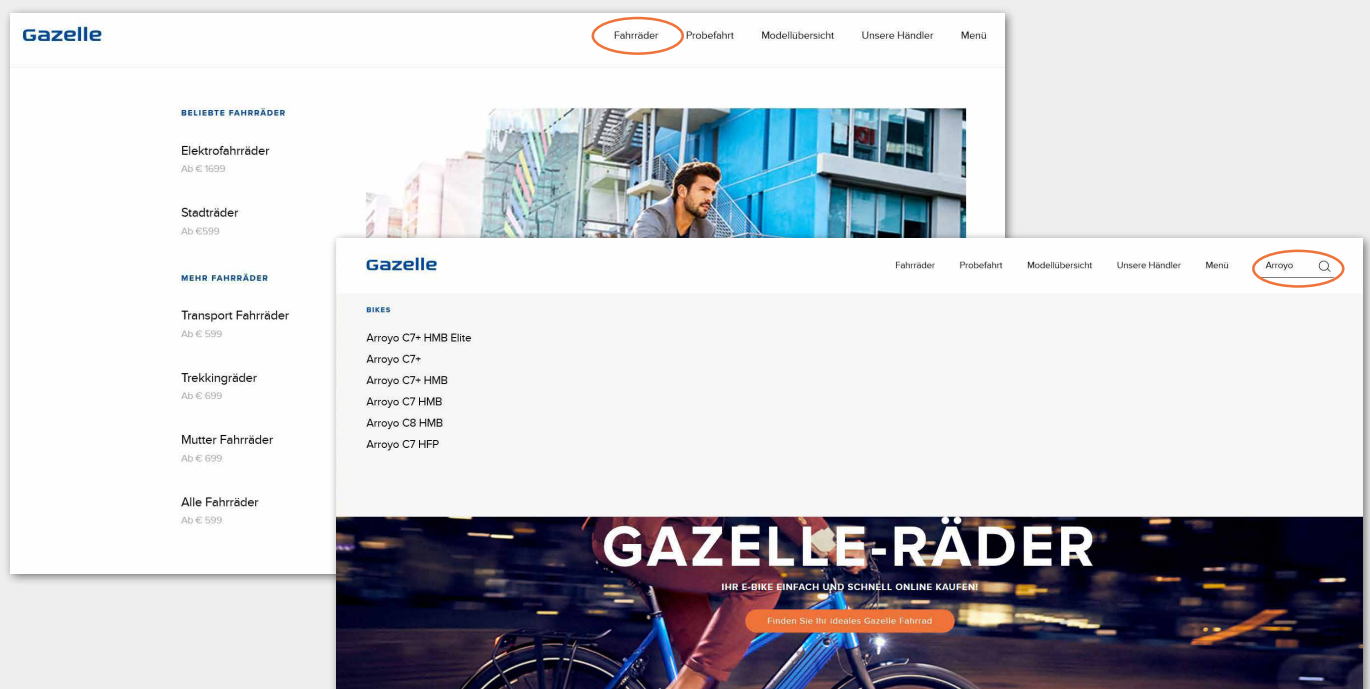 Gazelle
Fahrräder Probefahrt Modellübersicht Unsere Händler Menü
BELIEBTE FAHRRÄDER
Elektrofahrräder
Ab € 1699
Stadträder
Ab €599
MEHR FAHRRÄDER
Transport Fahrräder
Ab € 599
Trekkingräder
Ab € 699
Mutter Fahrräder
Ab € 699
Alle Fahrräder
Ab € 599
Gazelle
Fahrräder Probefahrt Modellübersicht Unsere Händler Menü Arroyo
BIKES
Arroyo C7+ HMB Elite
Arroyo C7+
Arroyo C7+ HMB
Arroyo C7 HMB
Arroyo C8 HMB
Arroyo C7 HFP
GAZELLE-RÄDER
IHR E-BIKE EINFACH UND SCHNELL ONLINE KAUFEN!
Finden Sie Ihr ideales Gazelle Fahrrad